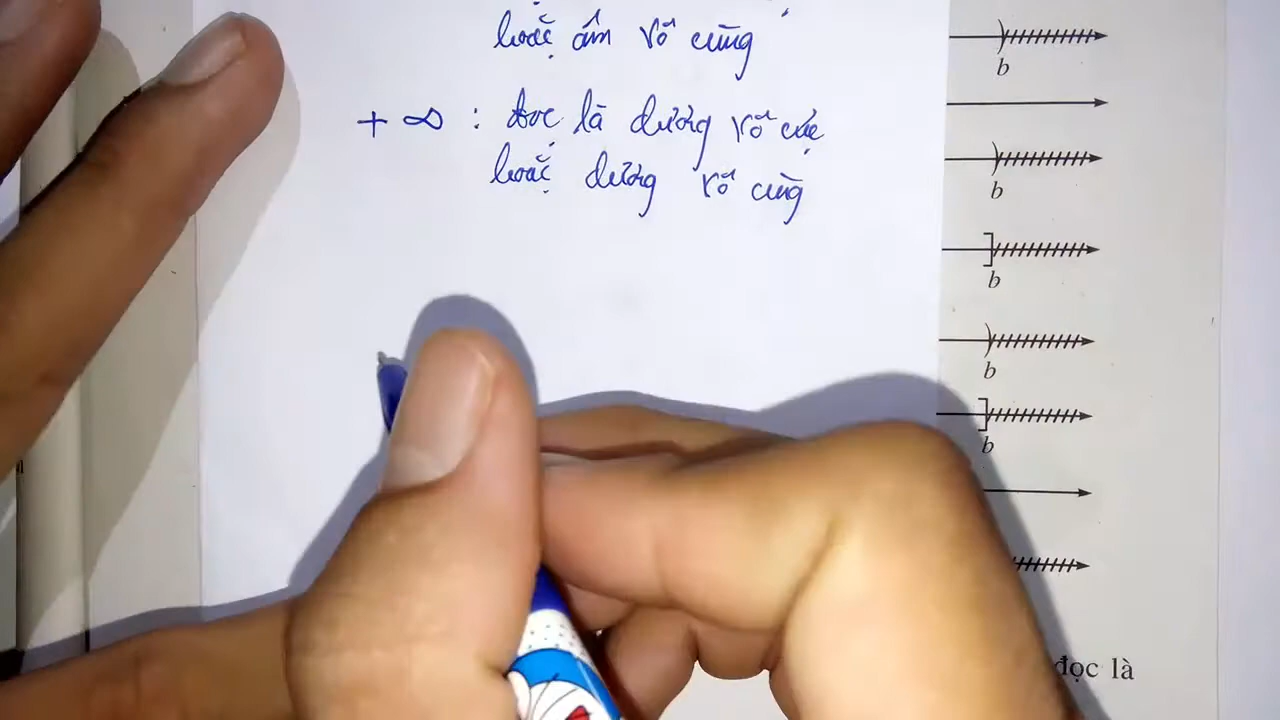 hoặc âm vô cùng
+ ∞ : đọc là dương vô cực
hoặc dương vô cùng
b
b
b
b
b
đọc là